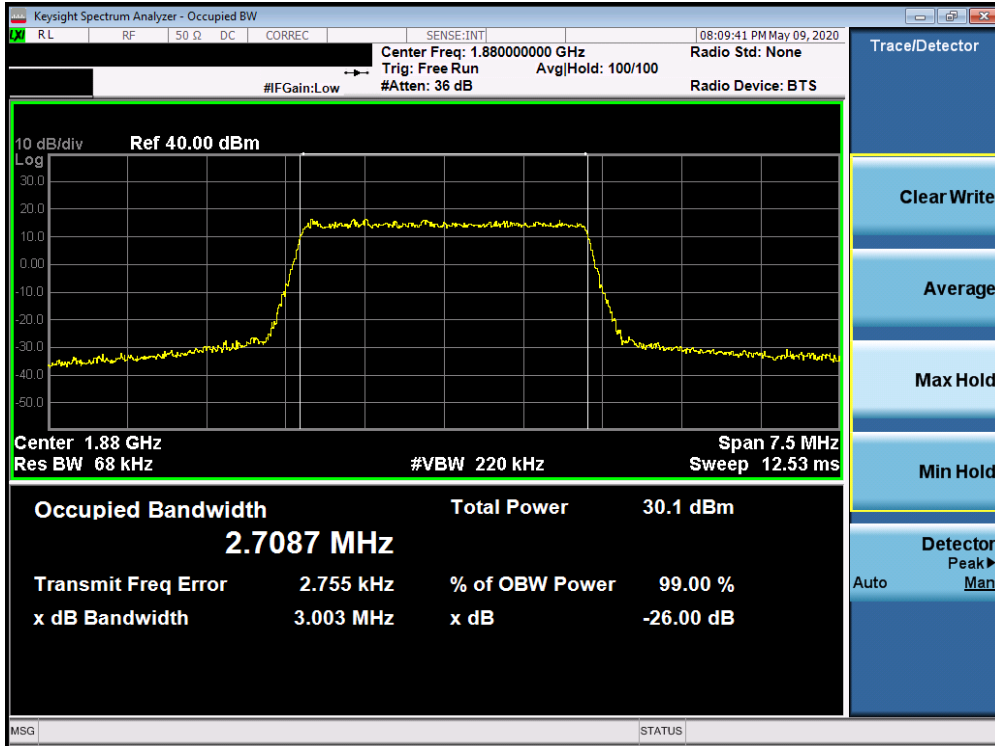 Keysight Spectrum Analyzer - Occupied BW
LXI RL RF 50 Ω DC CORREC SENSE:INT 08:09:41 PM May 09, 2020
Center Freq: 1.880000000 GHz Radio Std: None
Trig: Free Run Avg|Hold: 100/100
#IFGain:Low #Atten: 36 dB Radio Device: BTS
10 dB/div Ref 40.00 dBm
Log
30.0
20.0
10.0
0.00
-10.0
-20.0
-30.0
-40.0
-50.0
Center 1.88 GHz Span 7.5 MHz
Res BW 68 kHz #VBW 220 kHz Sweep 12.53 ms
Occupied Bandwidth Total Power 30.1 dBm
2.7087 MHz
Transmit Freq Error 2.755 kHz % of OBW Power 99.00 %
x dB Bandwidth 3.003 MHz x dB -26.00 dB
MSG STATUS
Trace/Detector
Clear Write
Average
Max Hold
Min Hold
Detector
Peak▶
Auto Man